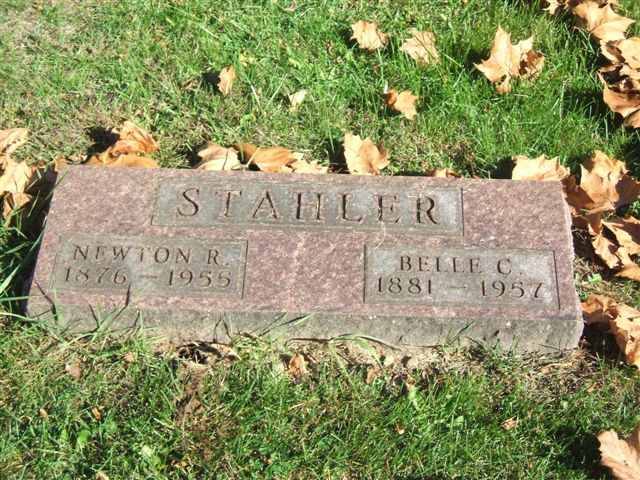 STAHLER
NEWTON R.
1876 — 1955
BELLE C.
1881 — 1957